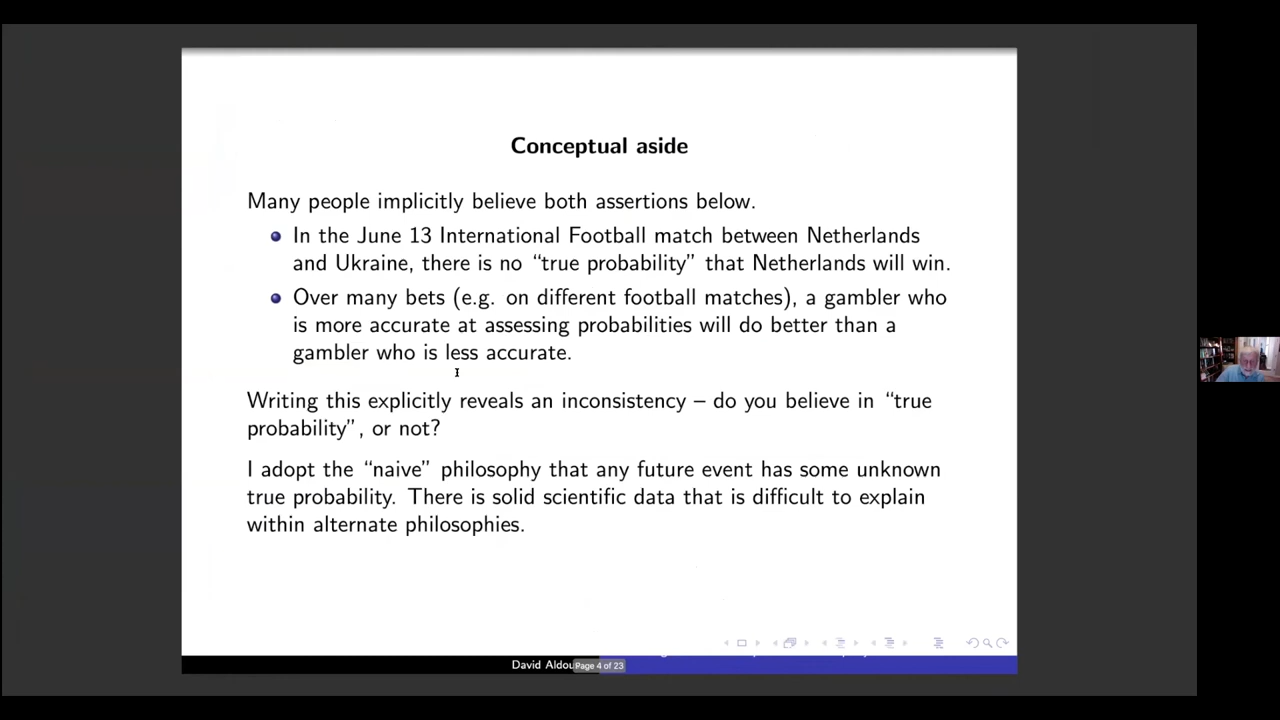 Conceptual aside
Many people implicitly believe both assertions below.
In the June 13 International Football match between Netherlands
and Ukraine, there is no “true probability” that Netherlands will win.
Over many bets (e.g. on different football matches), a gambler who
is more accurate at assessing probabilities will do better than a
gambler who is less accurate.
Writing this explicitly reveals an inconsistency – do you believe in “true
probability”, or not?
I adopt the “naive” philosophy that any future event has some unknown
true probability. There is solid scientific data that is difficult to explain
within alternate philosophies.
David Aldou
Page 4 of 23